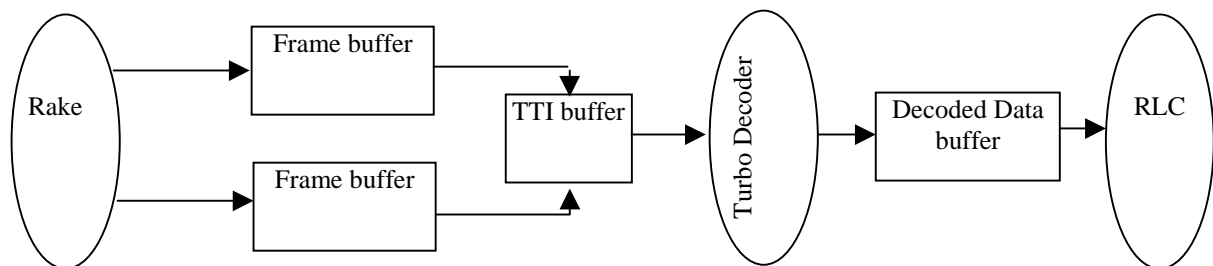 Rake
Frame buffer
Frame buffer
TTI buffer
Turbo Decoder
Decoded Data
buffer
RLC